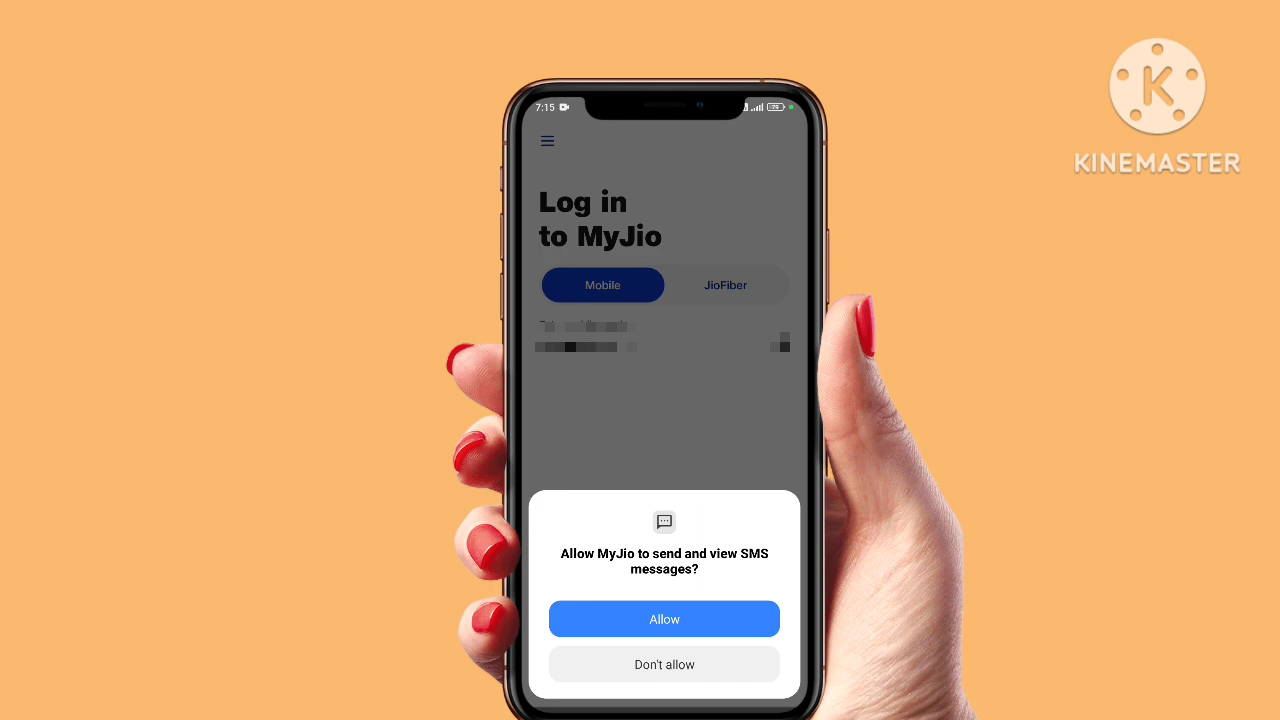 KINEMASTER
7:15
Log in
to MyJio
Mobile
JioFiber
Allow MyJio to send and view SMS
messages?
Allow
Don't allow